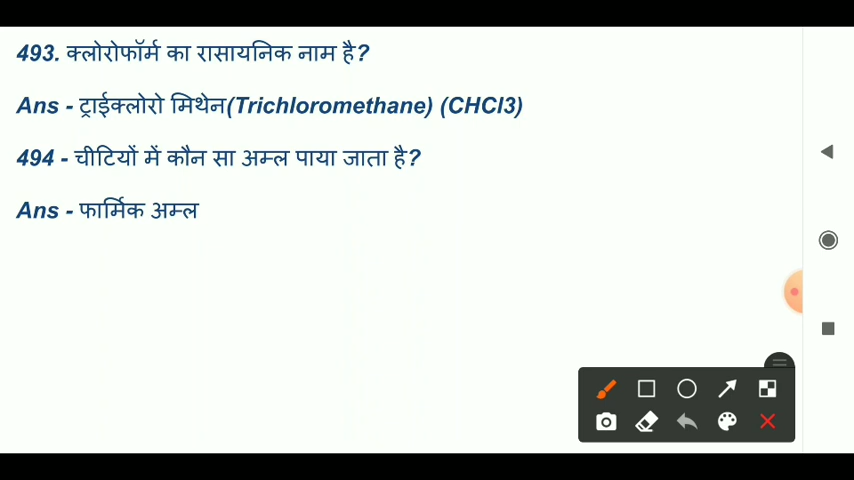 493. क्लोरोफॉर्म का रासायनिक नाम है?
Ans - ट्राईक्लोरो मिथेन(Trichloromethane) (CHCl3)
494 - चीटियों में कौन सा अम्ल पाया जाता है?
Ans - फार्मिक अम्ल